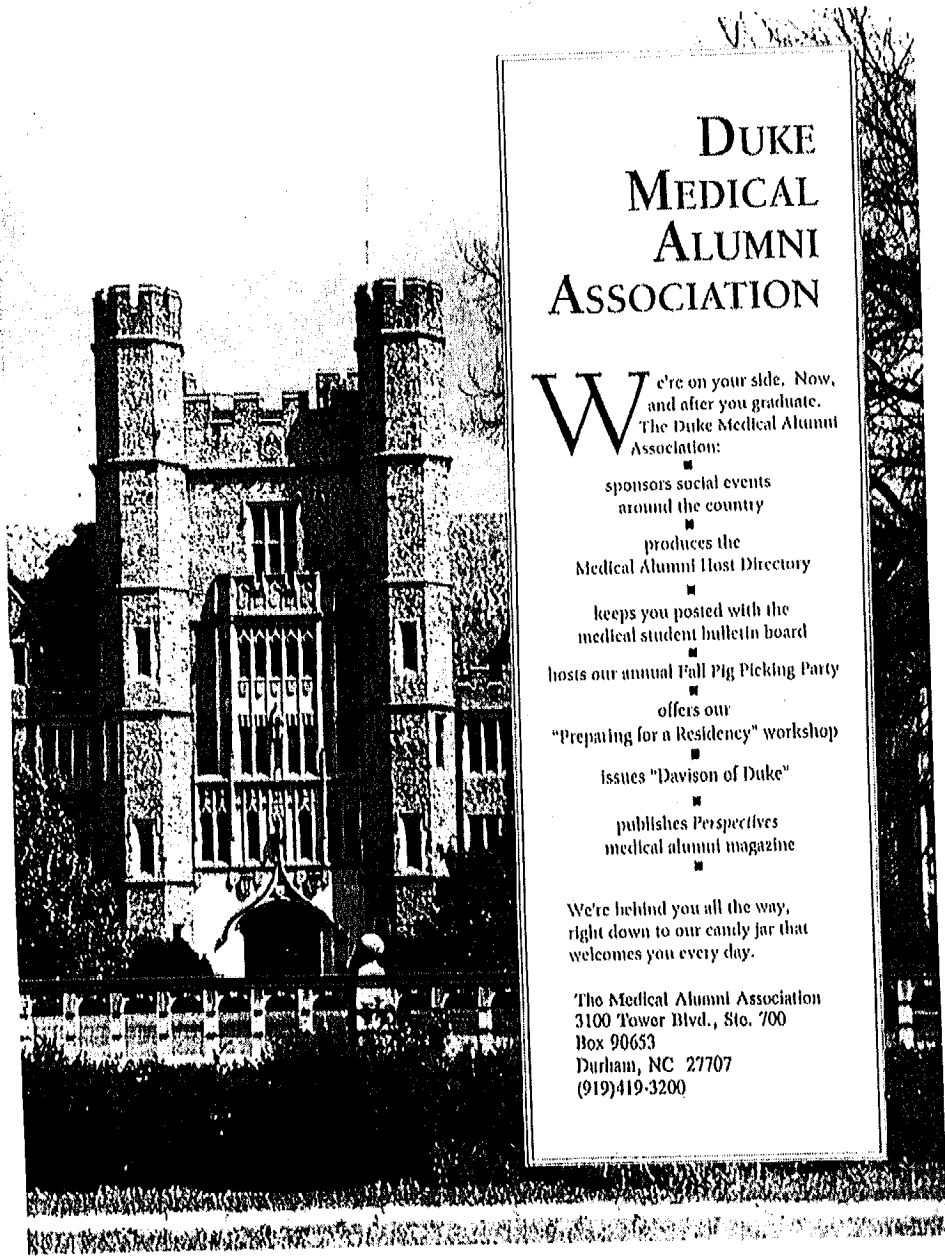 DUKE
MEDICAL
ALUMNI
ASSOCIATION
We're on your side. Now,
and after you graduate.
The Duke Medical Alumni
Association:
sponsors social events
around the country
produces the
Medical Alumni Host Directory
keeps you posted with the
medical student bulletin board
hosts our annual Fall Pig Picking Party
offers our
"Preparing for a Residency" workshop
issues "Davison of Duke"
publishes Perspectives
medical alumni magazine
We're behind you all the way,
right down to our candy jar that
welcomes you every day.
The Medical Alumni Association
3100 Tower Blvd., Ste. 700
Box 90653
Durham, NC 27707
(919)419-3200